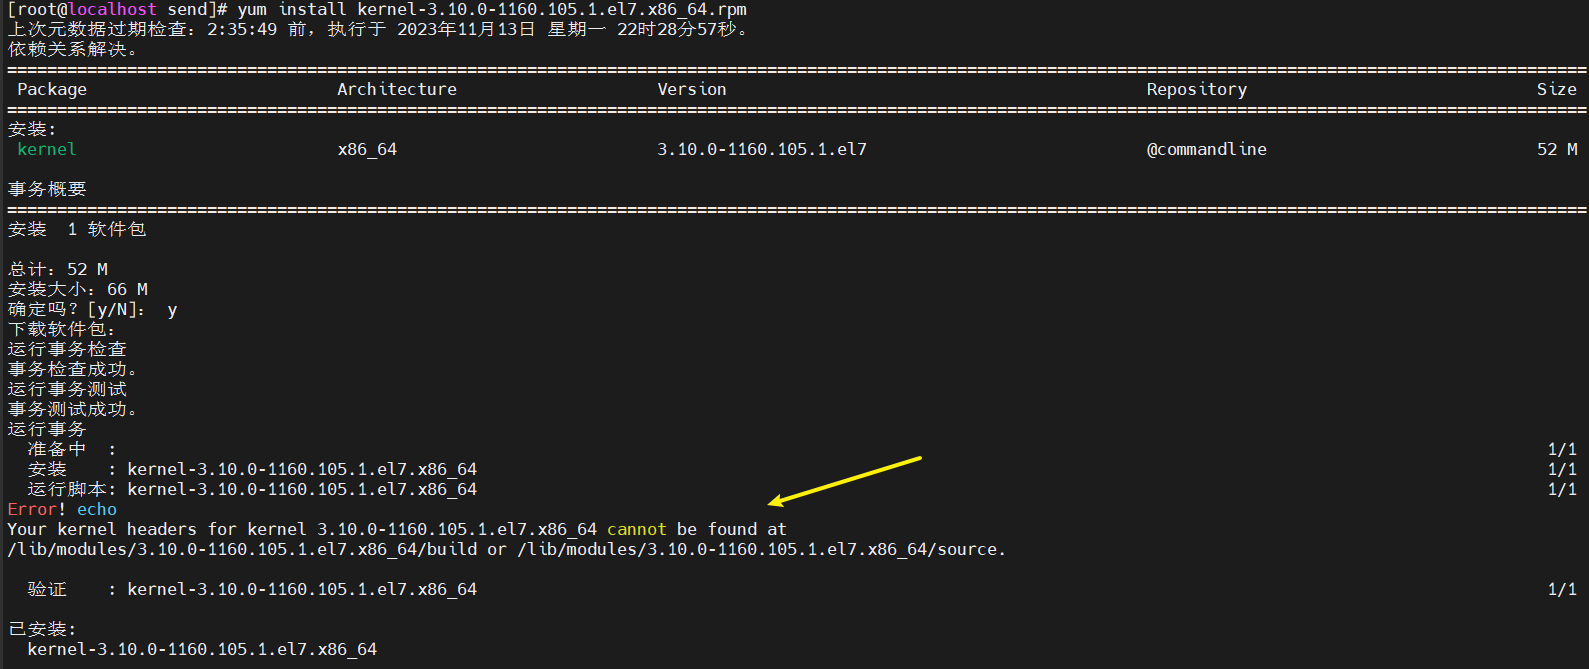 [root@localhost send]# yum install kernel-3.10.0-1160.105.1.el7.x86_64.rpm
上次元数据过期检查：2:35:49 前，执行于 2023年11月13日 星期一 22时28分57秒。
依赖关系解决。
================================================================================
Package Architecture Version Repository Size
================================================================================
安装:
kernel x86_64 3.10.0-1160.105.1.el7 @commandline 52 M
事务概要
================================================================================
安装 1 软件包
总计：52 M
安装大小：66 M
确定吗？[y/N]： y
下载软件包：
运行事务检查
事务检查成功。
运行事务测试
事务测试成功。
运行事务
准备中 : 1/1
安装 : kernel-3.10.0-1160.105.1.el7.x86_64 1/1
运行脚本: kernel-3.10.0-1160.105.1.el7.x86_64 1/1
Error! echo
Your kernel headers for kernel 3.10.0-1160.105.1.el7.x86_64 cannot be found at
/lib/modules/3.10.0-1160.105.1.el7.x86_64/build or /lib/modules/3.10.0-1160.105.1.el7.x86_64/source.
验证 : kernel-3.10.0-1160.105.1.el7.x86_64 1/1
已安装:
kernel-3.10.0-1160.105.1.el7.x86_64